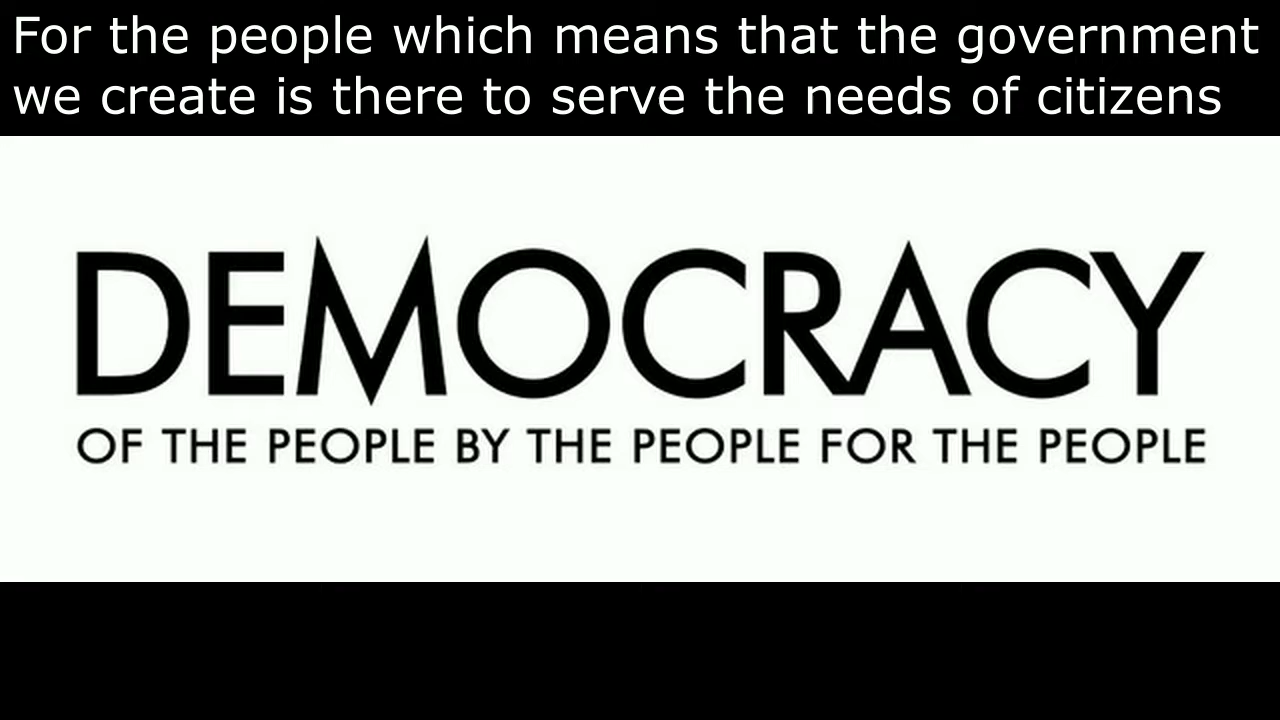 For the people which means that the government
we create is there to serve the needs of citizens
DEMOCRACY
OF THE PEOPLE BY THE PEOPLE FOR THE PEOPLE